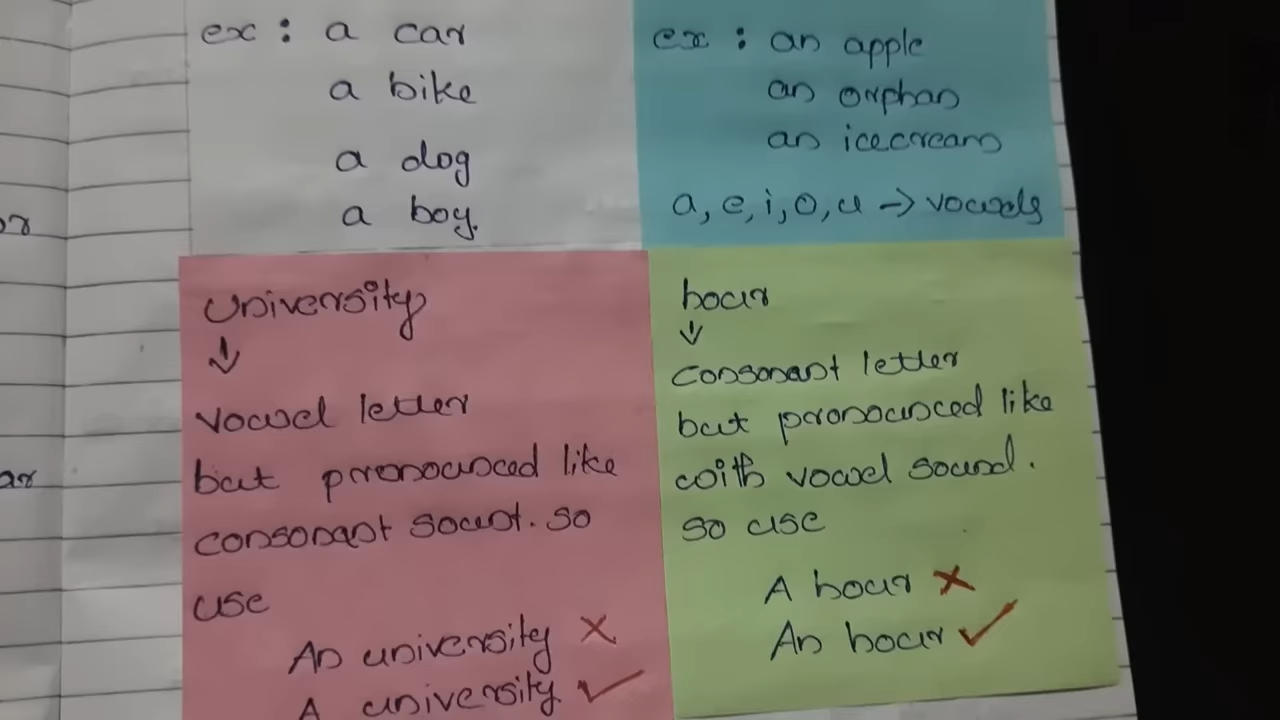 ex : a car
a bike
a dog
a boy.
ex : an apple
an orphan
an icecream
a, e, i, o, u → vowels
University
↓
vowel letter
but pronounced like
consonant sount. so
use
An university ✗
A university ✓
hour
↓
consonant letter
but pronounced like
with vowel sound.
so use
A hour ✗
An hour ✓